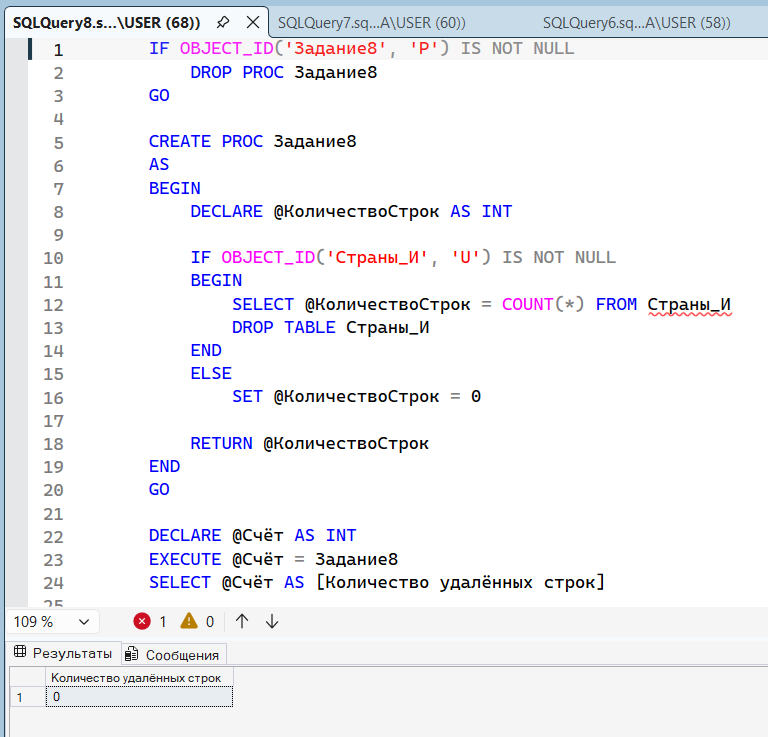 SQLQuery8.s...\USER (68)) SQLQuery7.sq...A\USER (60)) SQLQuery6.sq...A\USER (58))
1 IF OBJECT_ID('Задание8', 'P') IS NOT NULL
2 DROP PROC Задание8
3 GO
4
5 CREATE PROC Задание8
6 AS
7 BEGIN
8 DECLARE @КоличествоСтрок AS INT
9
10 IF OBJECT_ID('Страны_И', 'U') IS NOT NULL
11 BEGIN
12 SELECT @КоличествоСтрок = COUNT(*) FROM Страны_И
13 DROP TABLE Страны_И
14 END
15 ELSE
16 SET @КоличествоСтрок = 0
17
18 RETURN @КоличествоСтрок
19 END
20 GO
21
22 DECLARE @Счёт AS INT
23 EXECUTE @Счёт = Задание8
24 SELECT @Счёт AS [Количество удалённых строк]
25
109 % 1 0
Результаты Сообщения
Количество удалённых строк
1 0